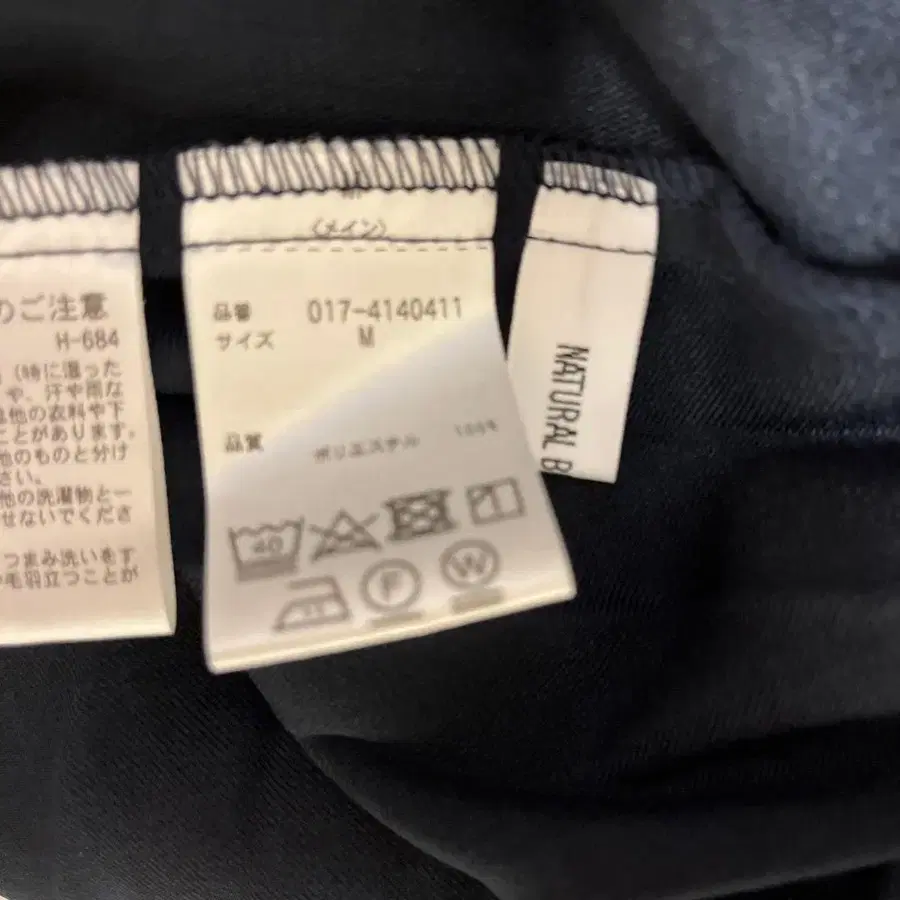 のご注意
H-684
(特に湿った
や、汗や雨な
他の衣料や下
ことがあります。
他のものと分け
さい。
他の洗濯物と一
せないでくださ
つまみ洗いをす
毛羽立つことが
〈メイン〉
品番 017-4140411
サイズ M
品質 ポリエステル 100%
40
F
W
NATURAL B